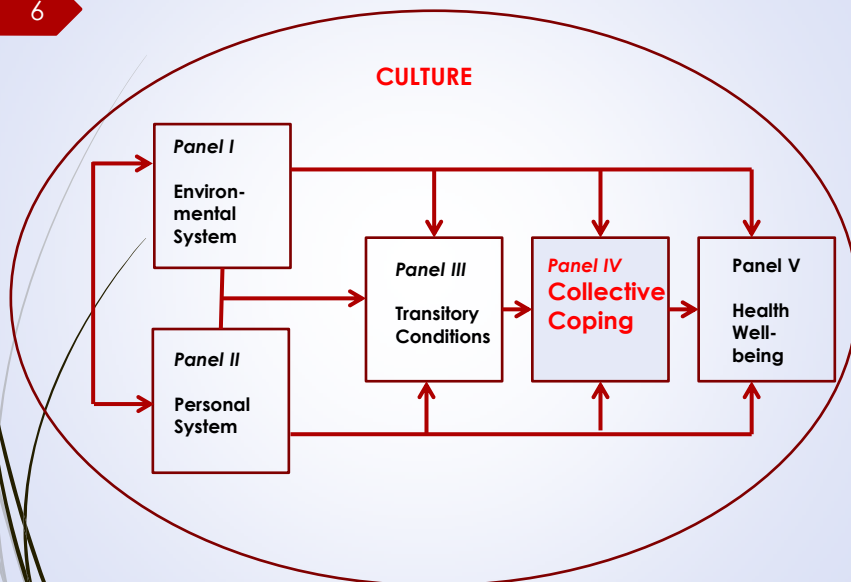 6
CULTURE
Panel I
Environ-
mental
System
Panel II
Personal
System
Panel III
Transitory
Conditions
Panel IV
Collective
Coping
Panel V
Health
Well-
being